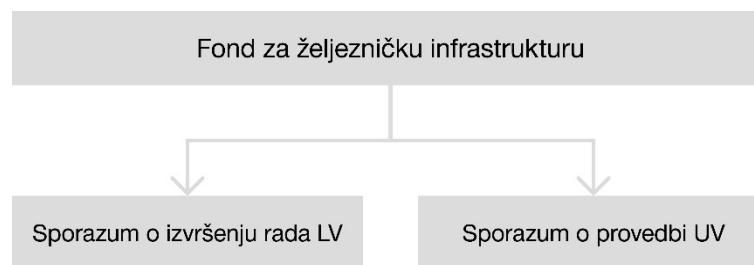 Fond za željezničku infrastrukturu
Sporazum o izvršenju rada LV
Sporazum o provedbi UV